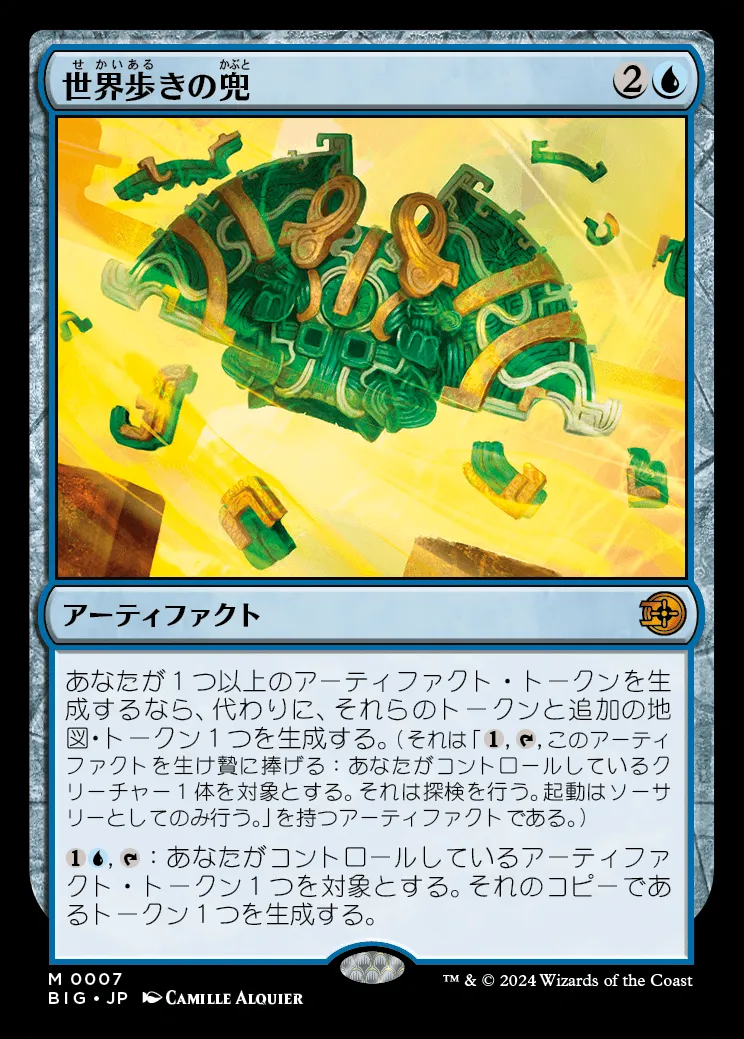 せかいある かぶと
世界歩きの兜 2
アーティファクト
あなたが１つ以上のアーティファクト・トークンを生
成するなら、代わりに、それらのトークンと追加の地
図・トークン１つを生成する。（それは「1, , このアーティ
ファクトを生け贄に捧げる：あなたがコントロールしているク
リーチャー１体を対象とする。それは探検を行う。起動はソーサ
リーとしてのみ行う。」を持つアーティファクトである。）
1 , ：あなたがコントロールしているアーティファ
クト・トークン１つを対象とする。それのコピーであ
るトークン１つを生成する。
M 0007
BIG • JP CAMILLE ALQUIER
™ & © 2024 Wizards of the Coast